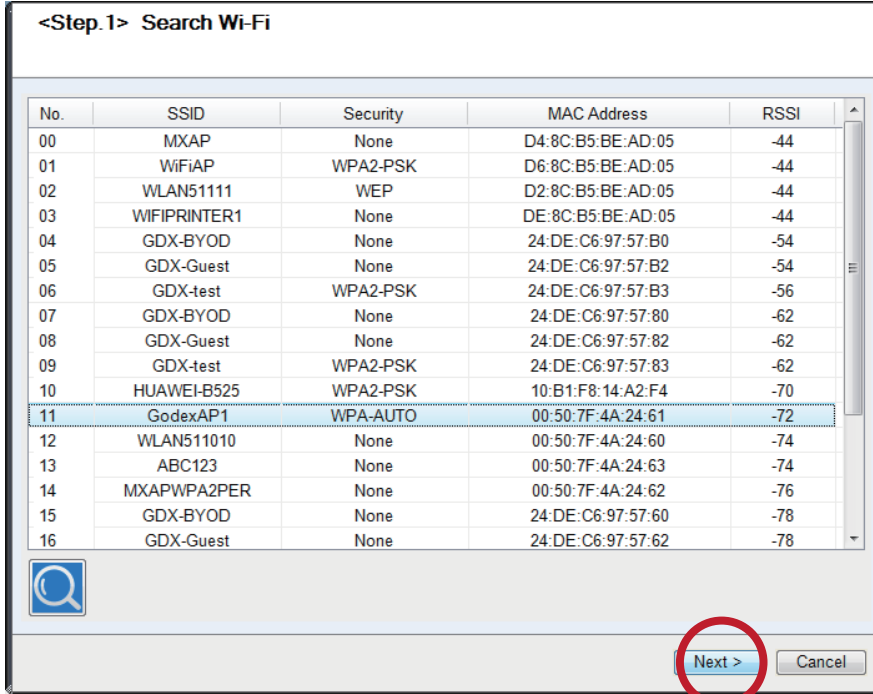 <Step.1> Search Wi-Fi
No. SSID Security MAC Address RSSI
00 MXAP None D4:8C:B5:BE:AD:05 -44
01 WiFiAP WPA2-PSK D6:8C:B5:BE:AD:05 -44
02 WLAN51111 WEP D2:8C:B5:BE:AD:05 -44
03 WIFIPRINTER1 None DE:8C:B5:BE:AD:05 -44
04 GDX-BYOD None 24:DE:C6:97:57:B0 -54
05 GDX-Guest None 24:DE:C6:97:57:B2 -54
06 GDX-test WPA2-PSK 24:DE:C6:97:57:B3 -56
07 GDX-BYOD None 24:DE:C6:97:57:80 -62
08 GDX-Guest None 24:DE:C6:97:57:82 -62
09 GDX-test WPA2-PSK 24:DE:C6:97:57:83 -62
10 HUAWEI-B525 WPA2-PSK 10:B1:F8:14:A2:F4 -70
11 GodexAP1 WPA-AUTO 00:50:7F:4A:24:61 -72
12 WLAN511010 None 00:50:7F:4A:24:60 -74
13 ABC123 None 00:50:7F:4A:24:63 -74
14 MXAPWPA2PER None 00:50:7F:4A:24:62 -76
15 GDX-BYOD None 24:DE:C6:97:57:60 -78
16 GDX-Guest None 24:DE:C6:97:57:62 -78
Next > Cancel